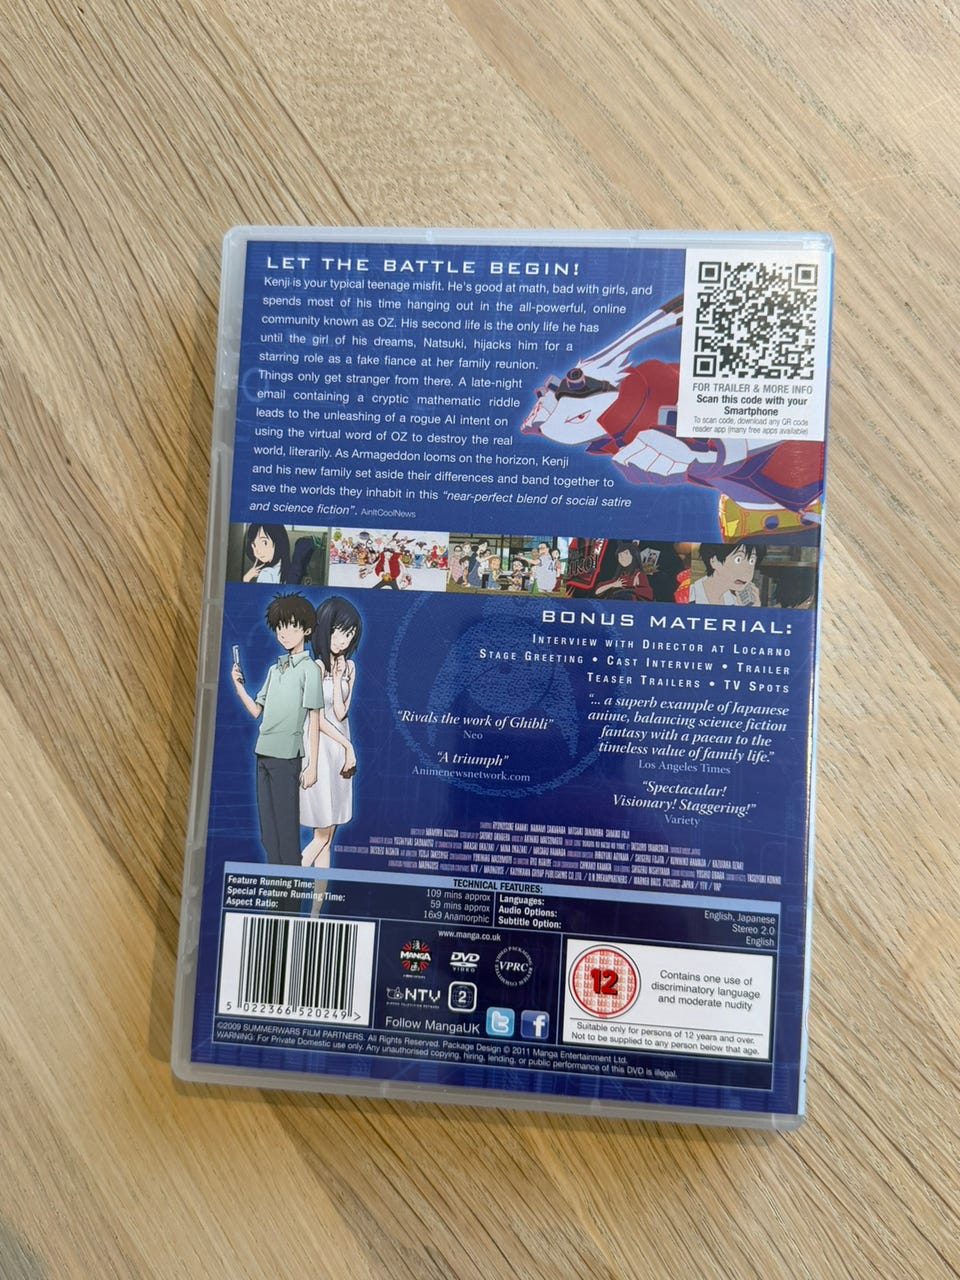 LET THE BATTLE BEGIN!
Kenji is your typical teenage misfit. He's good at math, bad with girls, and
spends most of his time hanging out in the all-powerful, online
community known as OZ. His second life is the only life he has
until the girl of his dreams, Natsuki, hijacks him for a
starring role as a fake fiance at her family reunion.
Things only get stranger from there. A late-night
email containing a cryptic mathematic riddle
leads to the unleashing of a rogue AI intent on
using the virtual word of OZ to destroy the real
world, literarily. As Armageddon looms on the horizon, Kenji
and his new family set aside their differences and band together to
save the worlds they inhabit in this "near-perfect blend of social satire
and science fiction". AintItCoolNews
FOR TRAILER & MORE INFO
Scan this code with your
Smartphone
To scan code, download any QR code
reader app (many free apps available)
BONUS MATERIAL:
INTERVIEW WITH DIRECTOR AT LOCARNO
STAGE GREETING • CAST INTERVIEW • TRAILER
TEASER TRAILERS • TV SPOTS
"Rivals the work of Ghibli"
Neo
"A triumph"
Animenewsnetwork.com
"... a superb example of Japanese
anime, balancing science fiction
fantasy with a paean to the
timeless value of family life."
Los Angeles Times
"Spectacular!
Visionary! Staggering!"
Variety
TECHNICAL FEATURES:
Feature Running Time: 109 mins approx
Special Feature Running Time: 59 mins approx
Aspect Ratio: 16x9 Anamorphic
Languages: English, Japanese
Audio Options: Stereo 2.0
Subtitle Option: English
www.manga.co.uk
MANGA
DVD
VIDEO
VPRC
NTV
2
Follow MangaUK
5 022366 520249 >
12
Contains one use of
discriminatory language
and moderate nudity
Suitable only for persons of 12 years and over.
Not to be supplied to any person below that age.
©2009 SUMMERWARS FILM PARTNERS. All Rights Reserved. Package Design © 2011 Manga Entertainment Ltd.
WARNING: For Private Domestic use only. Any unauthorised copying, hiring, lending, or public performance of this DVD is illegal.